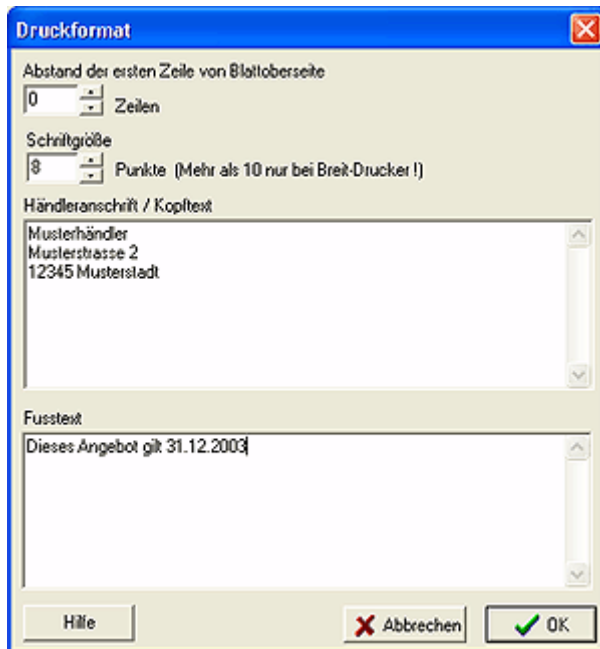 Druckformat
Abstand der ersten Zeile von Blattoberseite
0 Zeilen
Schriftgröße
8 Punkte (Mehr als 10 nur bei Breit-Drucker !)
Händleranschrift / Kopftext
Musterhändler
Musterstrasse 2
12345 Musterstadt
Fusstext
Dieses Angebot gilt 31.12.2003
Hilfe Abbrechen OK